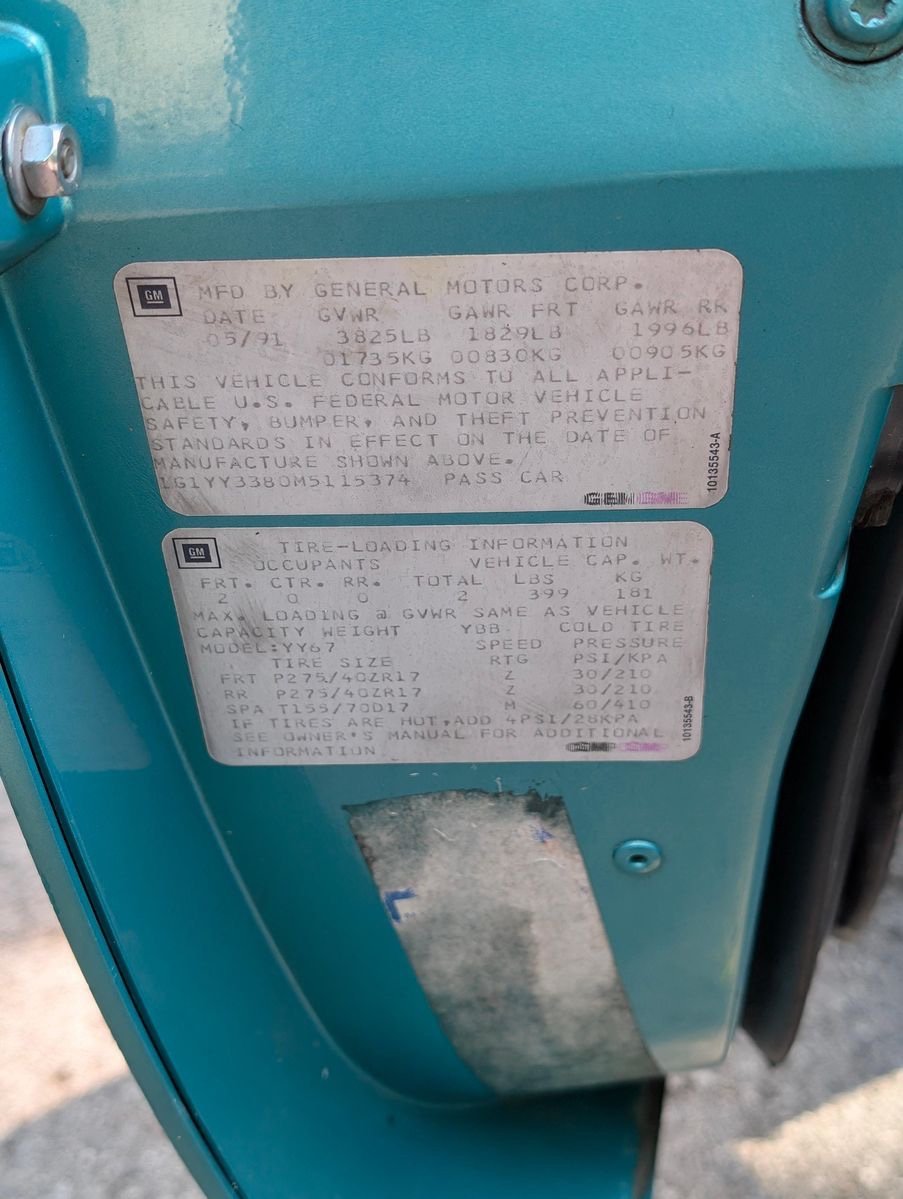 GM MFD BY GENERAL MOTORS CORP.
DATE GVWR GAWR FRT GAWR RR
05/91 3825LB 1829LB 1996LB
01735KG 00830KG 00905KG
THIS VEHICLE CONFORMS TO ALL APPLI-
CABLE U.S. FEDERAL MOTOR VEHICLE
SAFETY, BUMPER, AND THEFT PREVENTION
STANDARDS IN EFFECT ON THE DATE OF
MANUFACTURE SHOWN ABOVE.
1G1YY3380M5115374 PASS CAR
10135543-A
GM TIRE-LOADING INFORMATION
OCCUPANTS VEHICLE CAP. WT.
FRT. CTR. RR. TOTAL LBS KG
2 0 0 2 399 181
MAX. LOADING @ GVWR SAME AS VEHICLE
CAPACITY WEIGHT YBB COLD TIRE
MODEL:YY67 SPEED PRESSURE
TIRE SIZE RTG PSI/KPA
FRT P275/40ZR17 Z 30/210
RR P275/40ZR17 Z 30/210
SPA T155/70D17 M 60/410
IF TIRES ARE HOT,ADD 4PSI/28KPA
SEE OWNER'S MANUAL FOR ADDITIONAL
INFORMATION
10135543-B